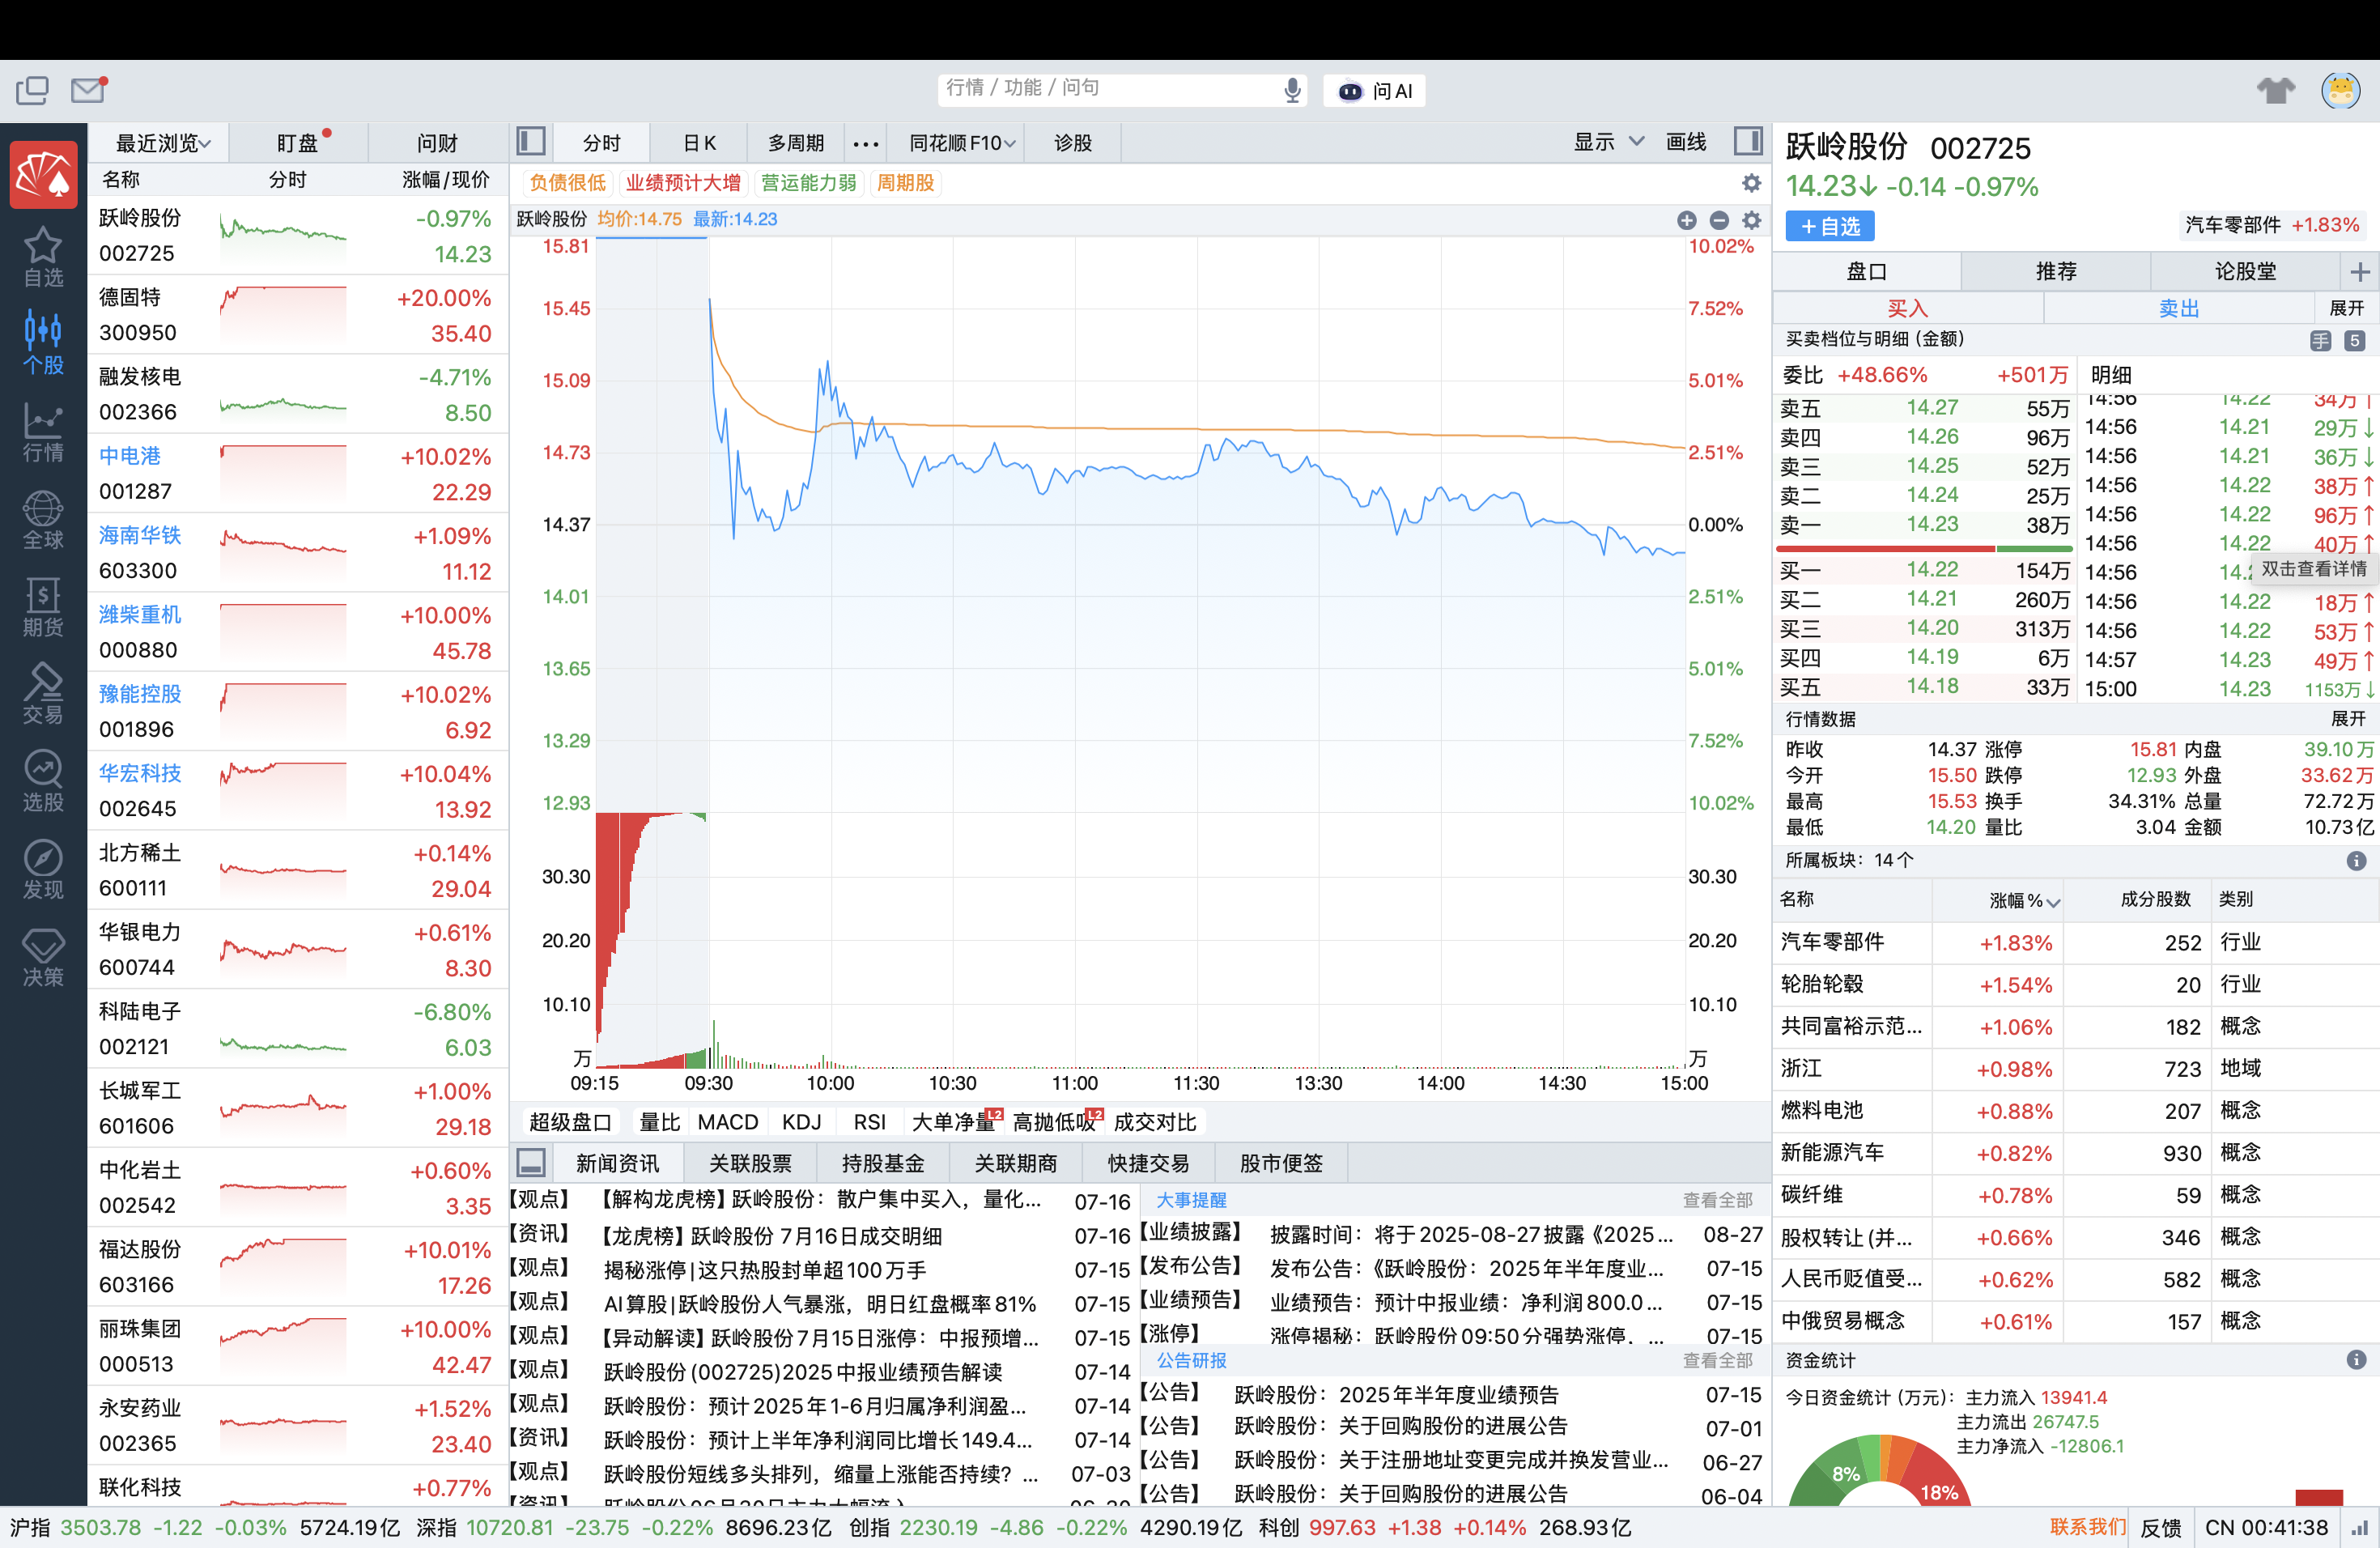 行情 / 功能 / 问句
问AI
自选
个股
行情
全球
期货
交易
选股
发现
决策
最近浏览 盯盘 问财
名称 分时 涨幅/现价
跃岭股份 -0.97%
002725 14.23
德固特 +20.00%
300950 35.40
融发核电 -4.71%
002366 8.50
中电港 +10.02%
001287 22.29
海南华铁 +1.09%
603300 11.12
潍柴重机 +10.00%
000880 45.78
豫能控股 +10.02%
001896 6.92
华宏科技 +10.04%
002645 13.92
北方稀土 +0.14%
600111 29.04
华银电力 +0.61%
600744 8.30
科陆电子 -6.80%
002121 6.03
长城军工 +1.00%
601606 29.18
中化岩土 +0.60%
002542 3.35
福达股份 +10.01%
603166 17.26
丽珠集团 +10.00%
000513 42.47
永安药业 +1.52%
002365 23.40
联化科技 +0.77%
分时 日K 多周期 ••• 同花顺F10 诊股 显示 画线
负债很低 业绩预计大增 营运能力弱 周期股
跃岭股份 均价:14.75 最新:14.23
15.81 10.02%
15.45 7.52%
15.09 5.01%
14.73 2.51%
14.37 0.00%
14.01 2.51%
13.65 5.01%
13.29 7.52%
12.93 10.02%
30.30 30.30
20.20 20.20
10.10 10.10
万 万
09:15 09:30 10:00 10:30 11:00 11:30 13:30 14:00 14:30 15:00
超级盘口 量比 MACD KDJ RSI 大单净量 L2 高抛低吸 L2 成交对比
新闻资讯 关联股票 持股基金 关联期商 快捷交易 股市便签
【观点】 【解构龙虎榜】跃岭股份：散户集中买入，量化... 07-16
【资讯】 【龙虎榜】跃岭股份7月16日成交明细 07-16
【观点】 揭秘涨停|这只热股封单超100万手 07-15
【观点】 AI算股|跃岭股份人气暴涨，明日红盘概率81% 07-15
【观点】 【异动解读】跃岭股份7月15日涨停：中报预增... 07-15
【观点】 跃岭股份(002725)2025中报业绩预告解读 07-14
【观点】 跃岭股份：预计2025年1-6月归属净利润盈... 07-14
【资讯】 跃岭股份：预计上半年净利润同比增长149.4... 07-14
【观点】 跃岭股份短线多头排列，缩量上涨能否持续？... 07-03
【资讯】 跃岭股份06月30日主力大幅流入 06-30
大事提醒 查看全部
【业绩披露】 披露时间：将于2025-08-27披露《2025... 08-27
【发布公告】 发布公告：《跃岭股份：2025年半年度业... 07-15
【业绩预告】 业绩预告：预计中报业绩：净利润800.0... 07-15
【涨停】 涨停揭秘：跃岭股份09:50分强势涨停，... 07-15
公告研报 查看全部
【公告】 跃岭股份：2025年半年度业绩预告 07-15
【公告】 跃岭股份：关于回购股份的进展公告 07-01
【公告】 跃岭股份：关于注册地址变更完成并换发营业... 06-27
【公告】 跃岭股份：关于回购股份的进展公告 06-04
跃岭股份 002725
14.23↓ -0.14 -0.97%
+自选 汽车零部件 +1.83%
盘口 推荐 论股堂 +
买入 卖出 展开
买卖档位与明细 (金额) 手 5
委比 +48.66% +501万 明细
卖五 14.27 55万
卖四 14.26 96万
卖三 14.25 52万
卖二 14.24 25万
卖一 14.23 38万
买一 14.22 154万
买二 14.21 260万
买三 14.20 313万
买四 14.19 6万
买五 14.18 33万
14:56 14.22 34万↑
14:56 14.21 29万↓
14:56 14.21 36万↓
14:56 14.22 38万↑
14:56 14.22 96万↑
14:56 14.22 40万↑
14:56 双击查看详情
14:56 14.22 18万↑
14:56 14.22 53万↑
14:57 14.23 49万↑
15:00 14.23 1153万↓
行情数据 展开
昨收 14.37 涨停 15.81 内盘 39.10万
今开 15.50 跌停 12.93 外盘 33.62万
最高 15.53 换手 34.31% 总量 72.72万
最低 14.20 量比 3.04 金额 10.73亿
所属板块：14个
名称 涨幅% 成分股数 类别
汽车零部件 +1.83% 252 行业
轮胎轮毂 +1.54% 20 行业
共同富裕示范... +1.06% 182 概念
浙江 +0.98% 723 地域
燃料电池 +0.88% 207 概念
新能源汽车 +0.82% 930 概念
碳纤维 +0.78% 59 概念
股权转让(并... +0.66% 346 概念
人民币贬值受... +0.62% 582 概念
中俄贸易概念 +0.61% 157 概念
资金统计
今日资金统计 (万元)：主力流入 13941.4
主力流出 26747.5
主力净流入 -12806.1
8% 18%
沪指 3503.78 -1.22 -0.03% 5724.19亿 深指 10720.81 -23.75 -0.22% 8696.23亿 创指 2230.19 -4.86 -0.22% 4290.19亿 科创 997.63 +1.38 +0.14% 268.93亿 联系我们 反馈 CN 00:41:38